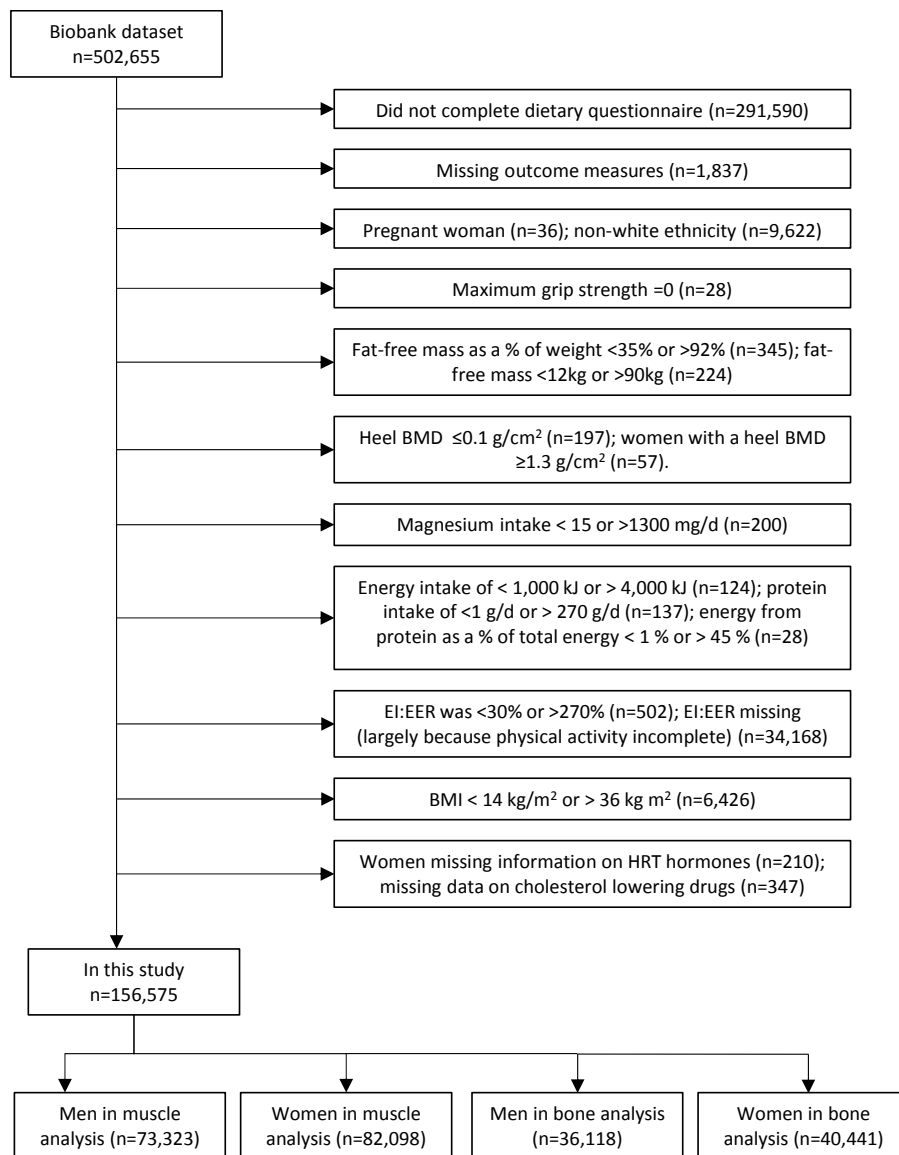 Biobank dataset
n=502,655
Did not complete dietary questionnaire (n=291,590)
Missing outcome measures (n=1,837)
Pregnant woman (n=36); non-white ethnicity (n=9,622)
Maximum grip strength =0 (n=28)
Fat-free mass as a % of weight <35% or >92% (n=345); fat-
free mass <12kg or >90kg (n=224)
Heel BMD ≤0.1 g/cm² (n=197); women with a heel BMD
≥1.3 g/cm² (n=57).
Magnesium intake < 15 or >1300 mg/d (n=200)
Energy intake of < 1,000 kJ or > 4,000 kJ (n=124); protein
intake of <1 g/d or > 270 g/d (n=137); energy from
protein as a % of total energy < 1 % or > 45 % (n=28)
EI:EER was <30% or >270% (n=502); EI:EER missing
(largely because physical activity incomplete) (n=34,168)
BMI < 14 kg/m² or > 36 kg m² (n=6,426)
Women missing information on HRT hormones (n=210);
missing data on cholesterol lowering drugs (n=347)
In this study
n=156,575
Men in muscle
analysis (n=73,323)
Women in muscle
analysis (n=82,098)
Men in bone analysis
(n=36,118)
Women in bone
analysis (n=40,441)